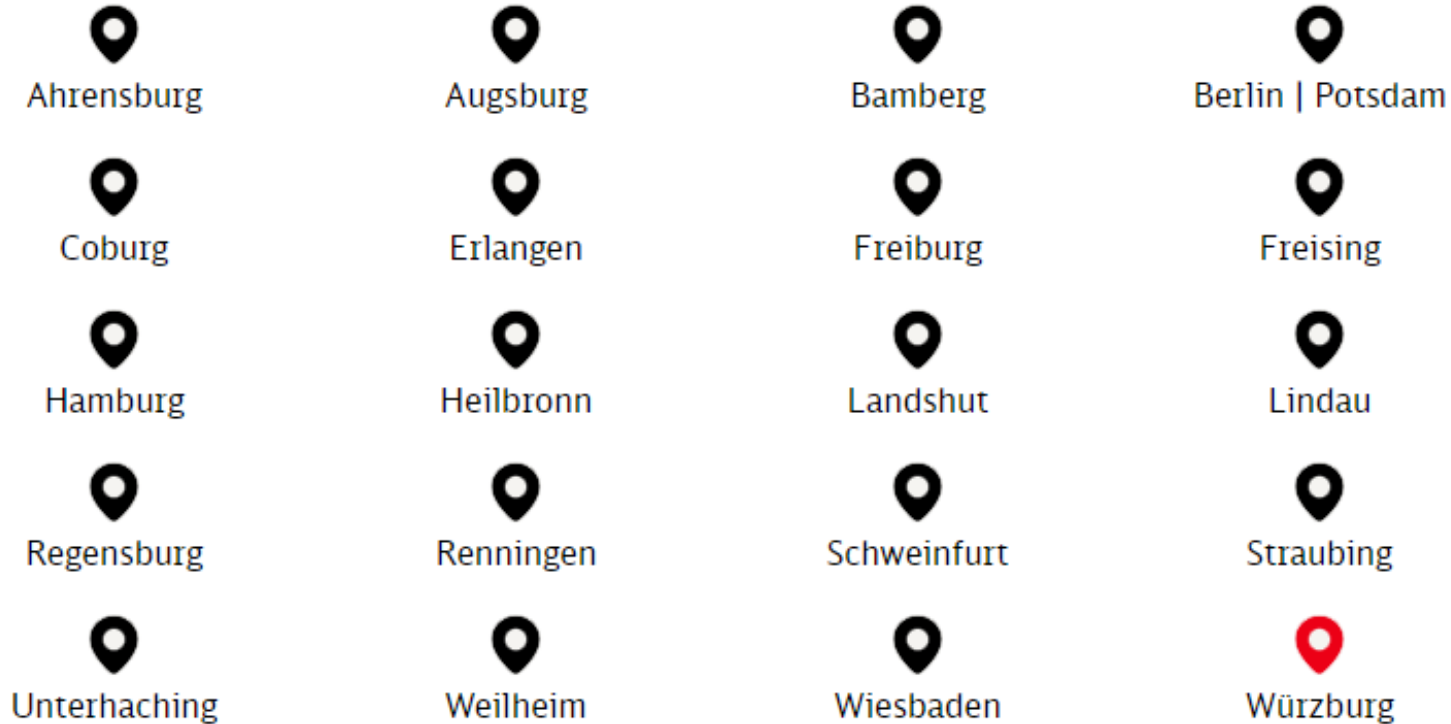 Ahrensburg
Augsburg
Bamberg
Berlin | Potsdam
Coburg
Erlangen
Freiburg
Freising
Hamburg
Heilbronn
Landshut
Lindau
Regensburg
Renningen
Schweinfurt
Straubing
Unterhaching
Weilheim
Wiesbaden
Würzburg